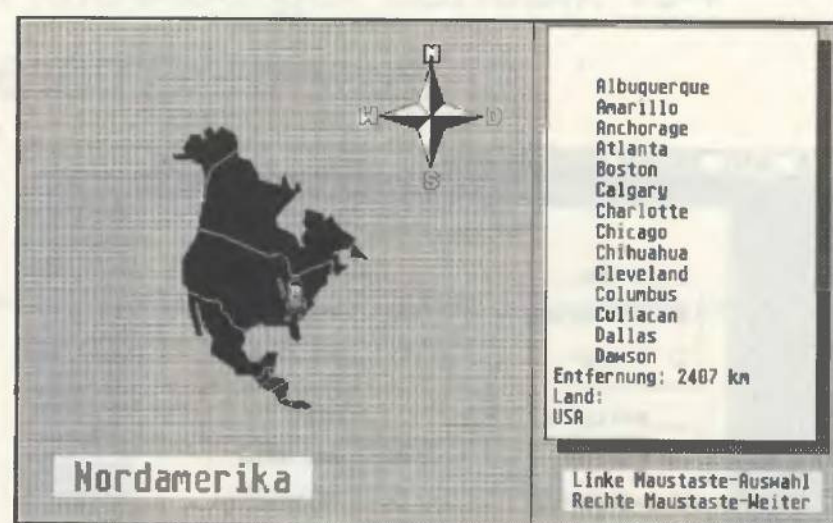 N
W O
S
Nordamerika
Albuquerque
Amarillo
Anchorage
Atlanta
Boston
Calgary
Charlotte
Chicago
Chihuahua
Cleveland
Columbus
Culiacan
Dallas
Dawson
Entfernung: 2407 km
Land:
USA
Linke Maustaste-Auswahl
Rechte Maustaste-Weiter